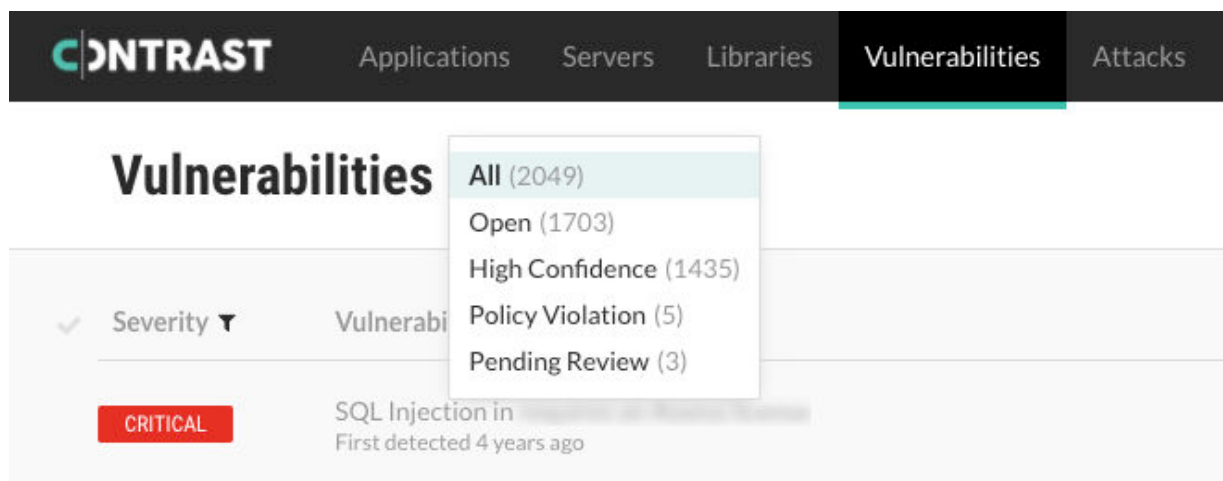 CONTRAST Applications Servers Libraries Vulnerabilities Attacks
Vulnerabilities
All (2049)
Open (1703)
High Confidence (1435)
Policy Violation (5)
Pending Review (3)
Severity
CRITICAL
SQL Injection in
First detected 4 years ago